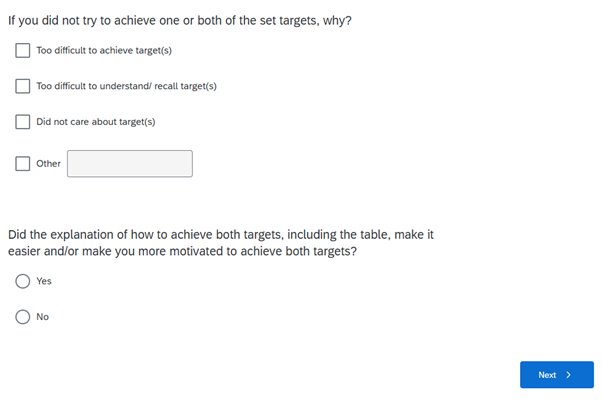 If you did not try to achieve one or both of the set targets, why?
Too difficult to achieve target(s)
Too difficult to understand/ recall target(s)
Did not care about target(s)
Other
Did the explanation of how to achieve both targets, including the table, make it
easier and/or make you more motivated to achieve both targets?
Yes
No
Next